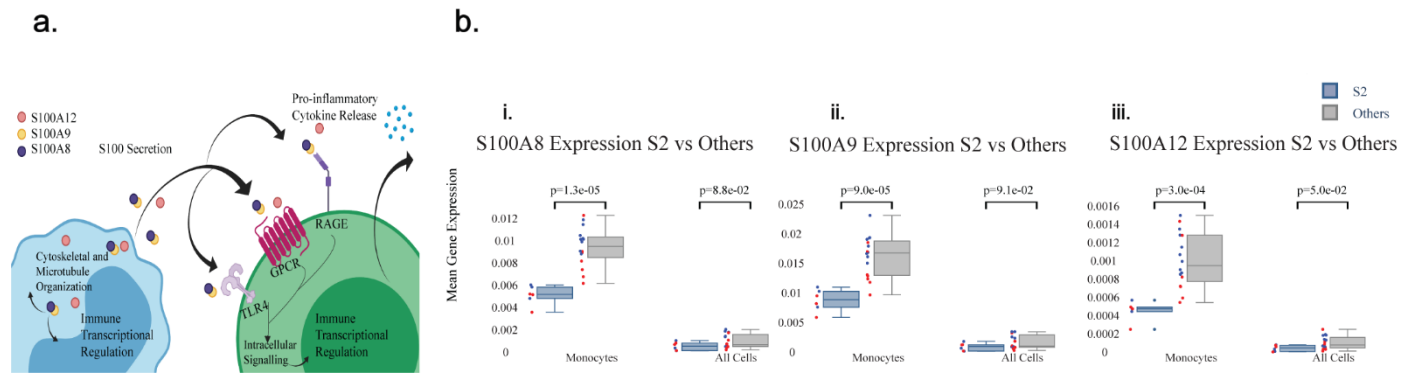 a.
S100A12
S100A9
S100A8
S100 Secretion
Pro-inflammatory
Cytokine Release
RAGE
GPCR
TLR4
Cytoskeletal and
Microtubule
Organization
Immune
Transcriptional
Regulation
Intracellular
Signalling
Immune
Transcriptional
Regulation
b.
S2
Others
i.
S100A8 Expression S2 vs Others
p=1.3e-05
p=8.8e-02
Mean Gene Expression
0.012
0.01
0.008
0.006
0.004
0.002
0
Monocytes
All Cells
ii.
S100A9 Expression S2 vs Others
p=9.0e-05
p=9.1e-02
0.025
0.02
0.015
0.01
0.005
0
Monocytes
All Cells
iii.
S100A12 Expression S2 vs Others
p=3.0e-04
p=5.0e-02
0.0016
0.0014
0.0012
0.001
0.0008
0.0006
0.0004
0.0002
0
Monocytes
All Cells